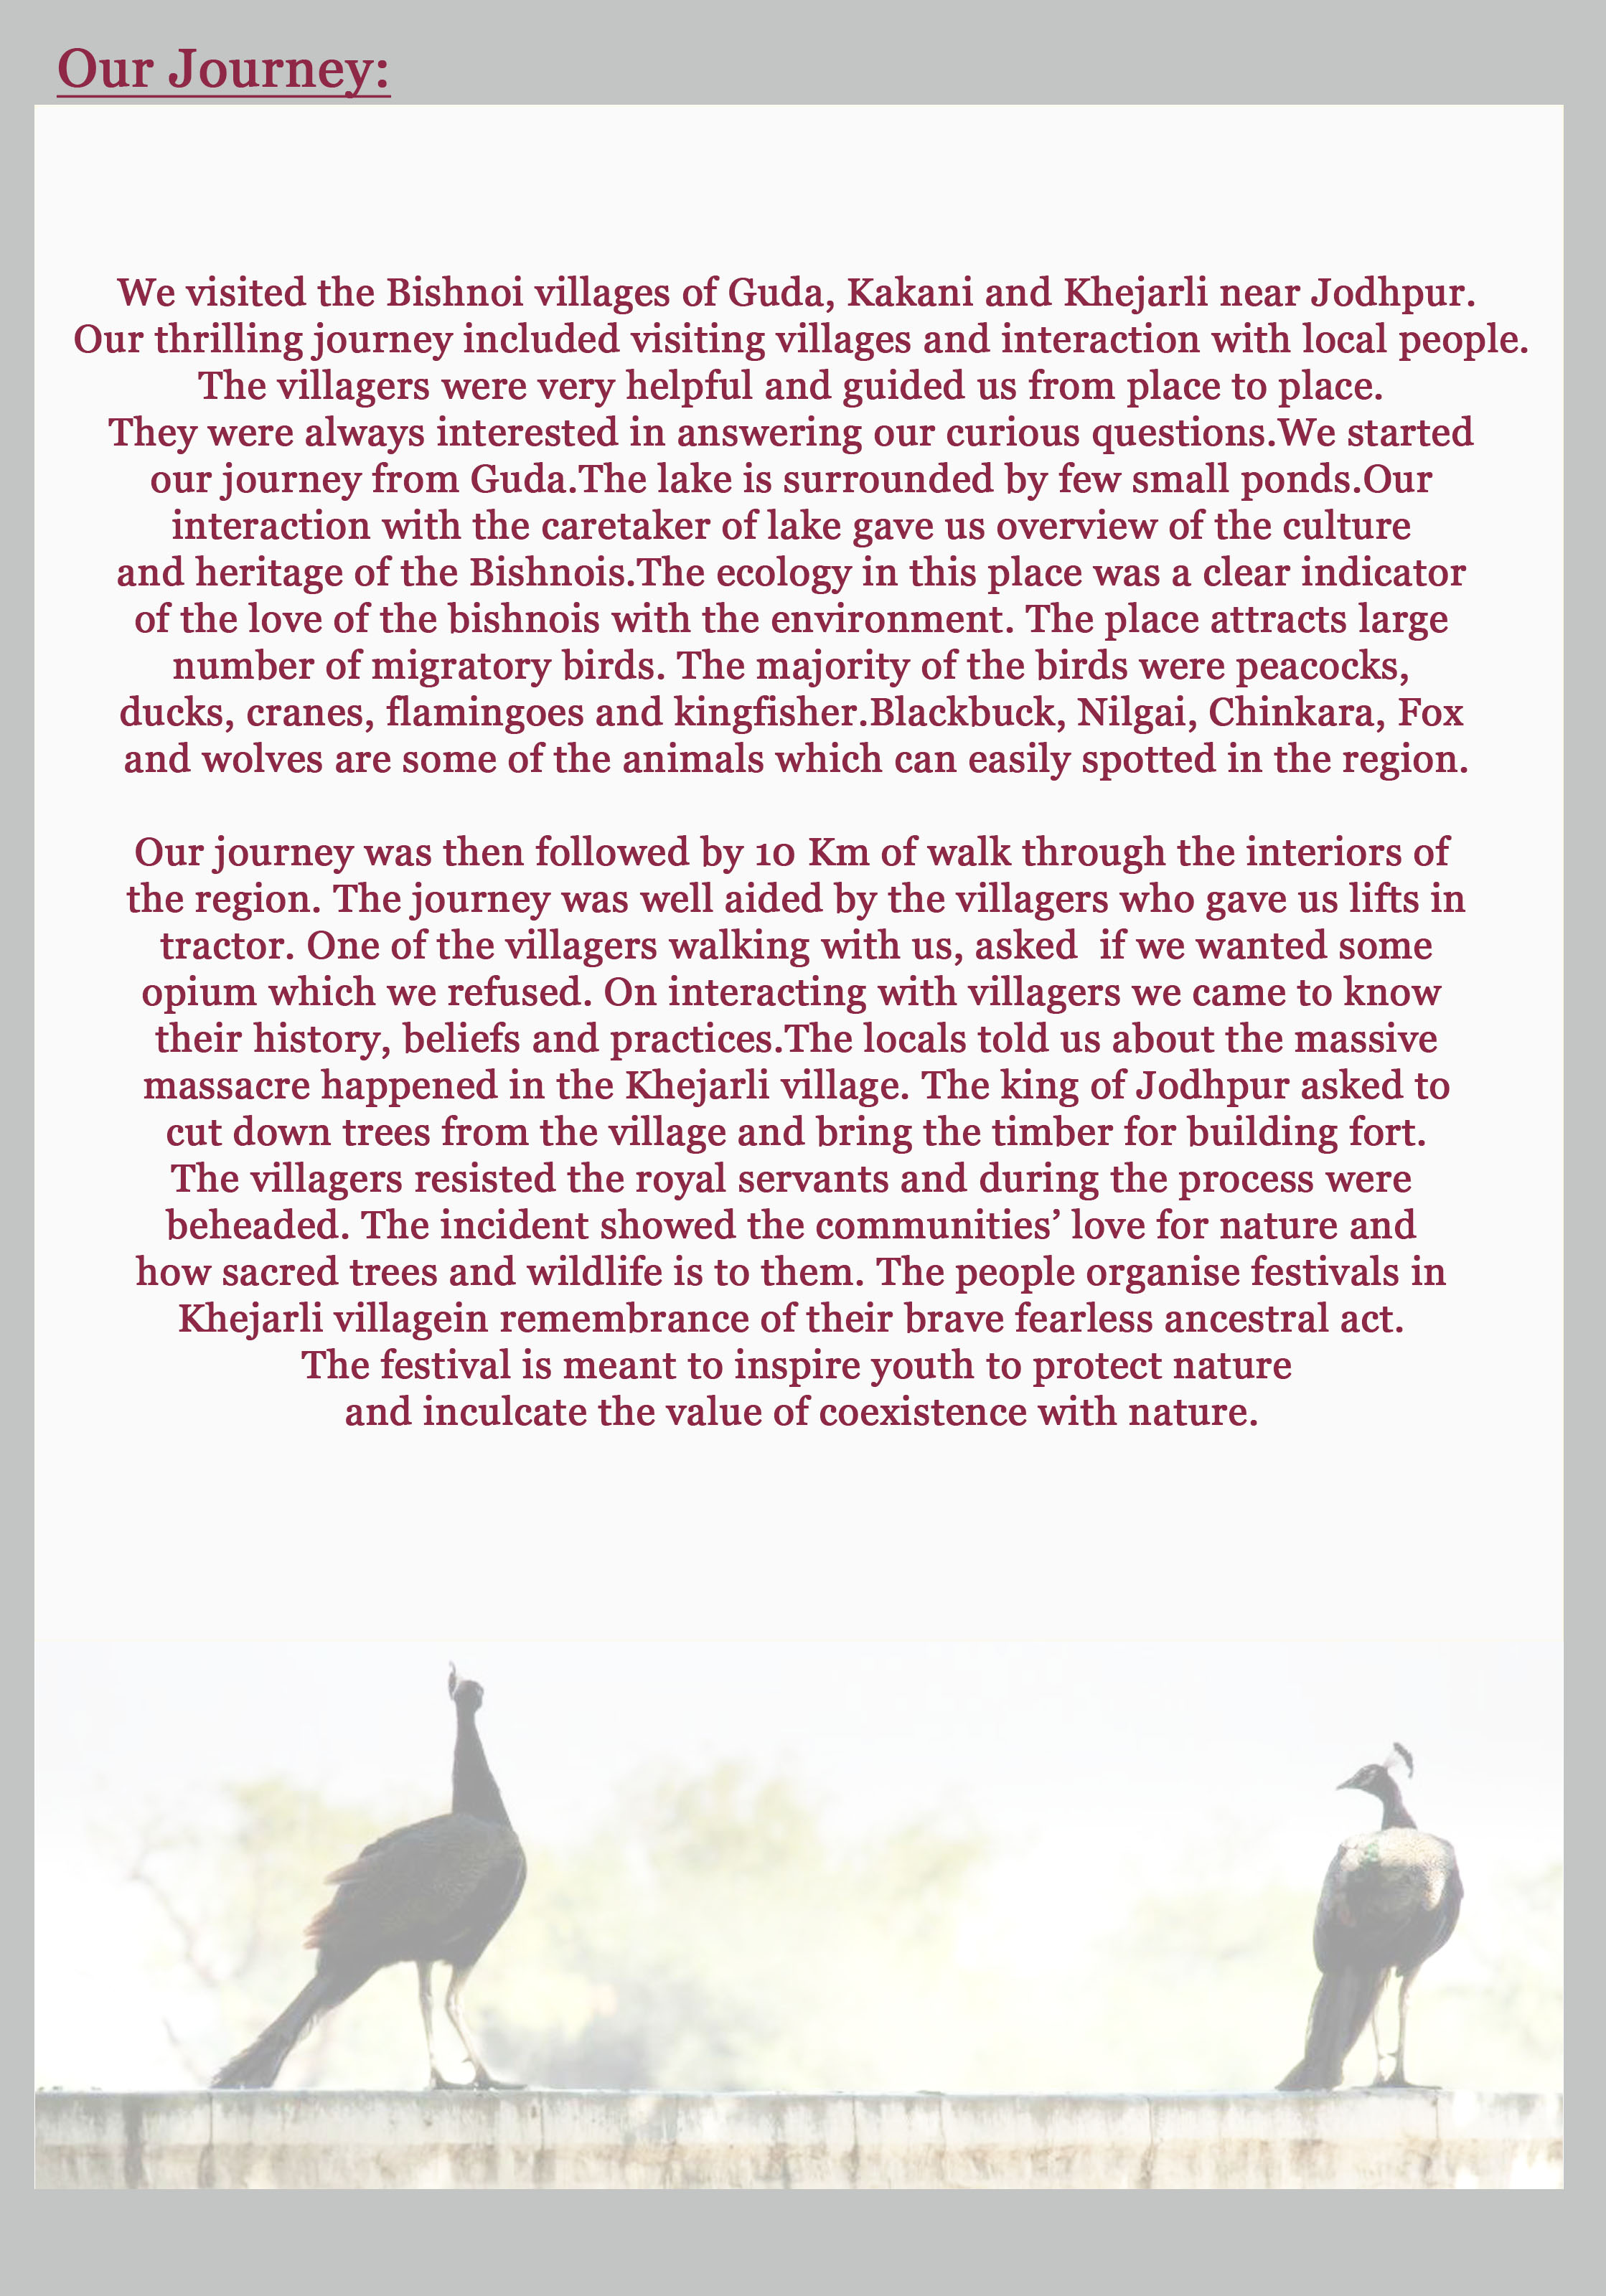 Our Journey:
We visited the Bishnoi villages of Guda, Kakani and Khejarli near Jodhpur.
Our thrilling journey included visiting villages and interaction with local people.
The villagers were very helpful and guided us from place to place.
They were always interested in answering our curious questions.We started
our journey from Guda.The lake is surrounded by few small ponds.Our
interaction with the caretaker of lake gave us overview of the culture
and heritage of the Bishnois.The ecology in this place was a clear indicator
of the love of the bishnois with the environment. The place attracts large
number of migratory birds. The majority of the birds were peacocks,
ducks, cranes, flamingoes and kingfisher.Blackbuck, Nilgai, Chinkara, Fox
and wolves are some of the animals which can easily spotted in the region.
Our journey was then followed by 10 Km of walk through the interiors of
the region. The journey was well aided by the villagers who gave us lifts in
tractor. One of the villagers walking with us, asked  if we wanted some
opium which we refused. On interacting with villagers we came to know
their history, beliefs and practices.The locals told us about the massive
massacre happened in the Khejarli village. The king of Jodhpur asked to
cut down trees from the village and bring the timber for building fort.
The villagers resisted the royal servants and during the process were
beheaded. The incident showed the communities’ love for nature and
how sacred trees and wildlife is to them. The people organise festivals in
Khejarli villagein remembrance of their brave fearless ancestral act.
The festival is meant to inspire youth to protect nature
and inculcate the value of coexistence with nature.